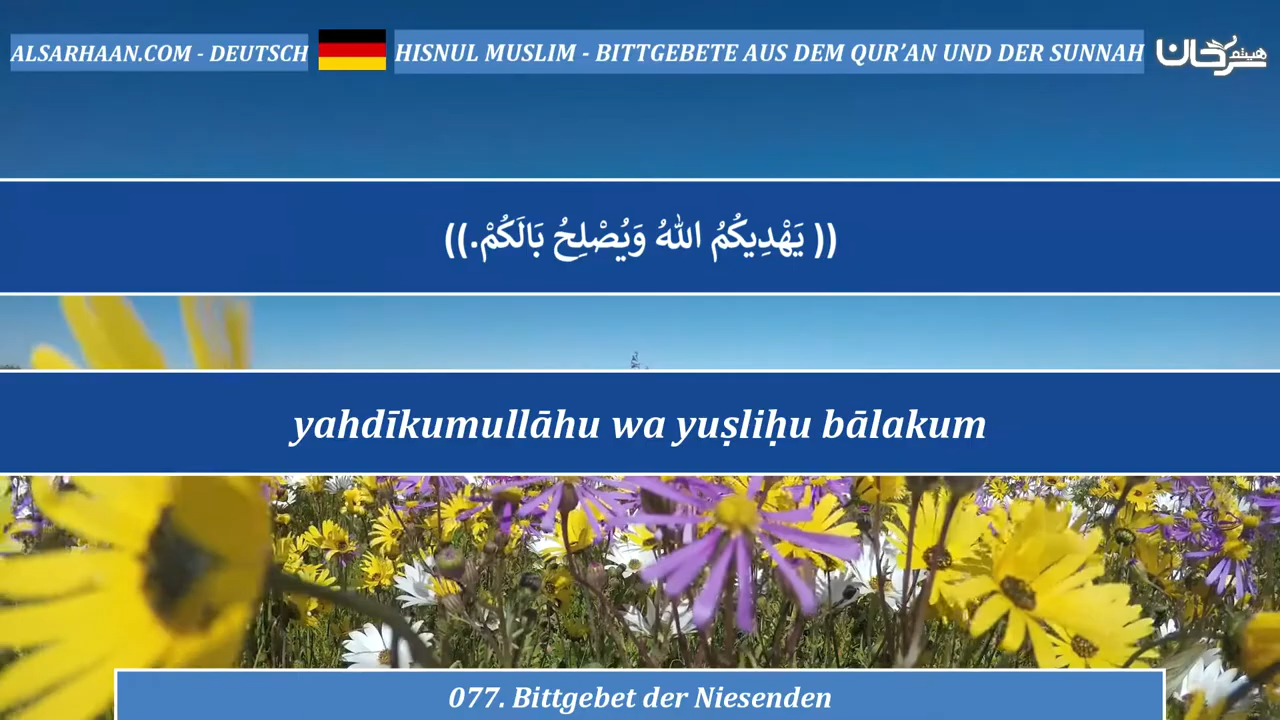 ALSARHAAN.COM - DEUTSCH
HISNUL MUSLIM - BITTGEBETE AUS DEM QUR’AN UND DER SUNNAH
هيثم سرحان
(( يَهْدِيكُمُ اللهُ وَيُصْلِحُ بَالَكُمْ.))
yahdīkumullāhu wa yuṣliḥu bālakum
077. Bittgebet der Niesenden